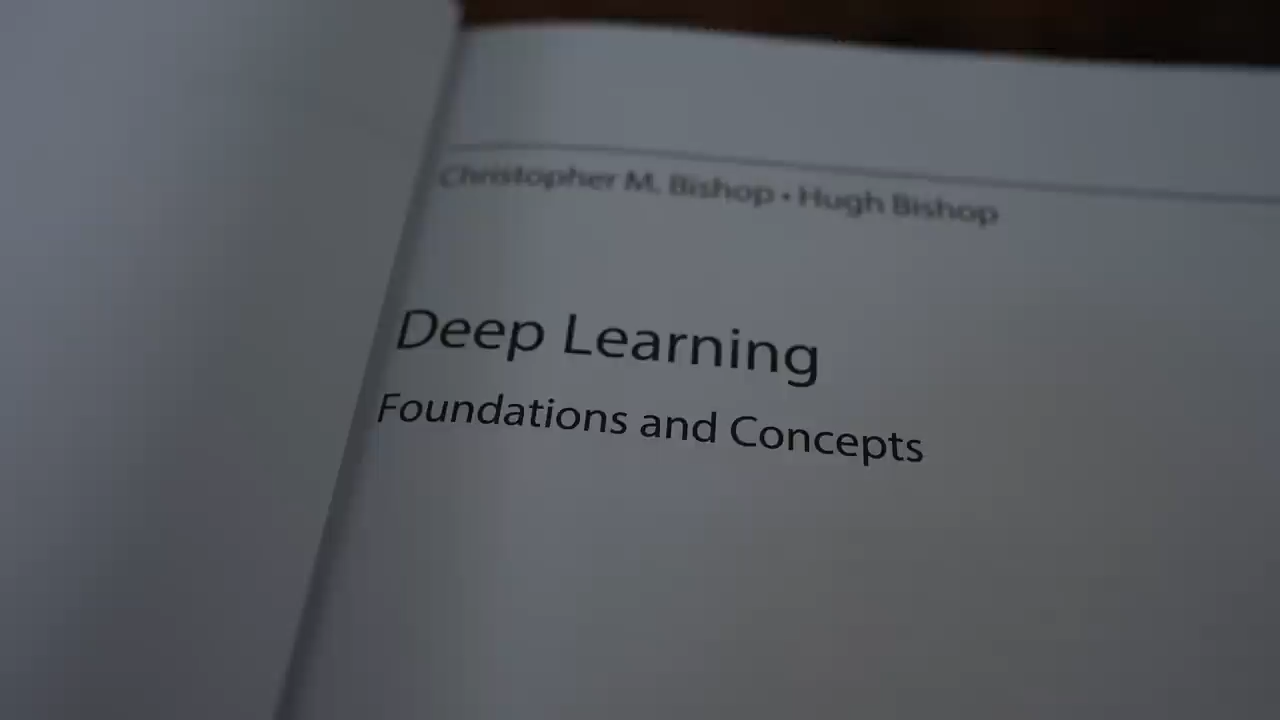 Christopher M. Bishop • Hugh Bishop
Deep Learning
Foundations and Concepts